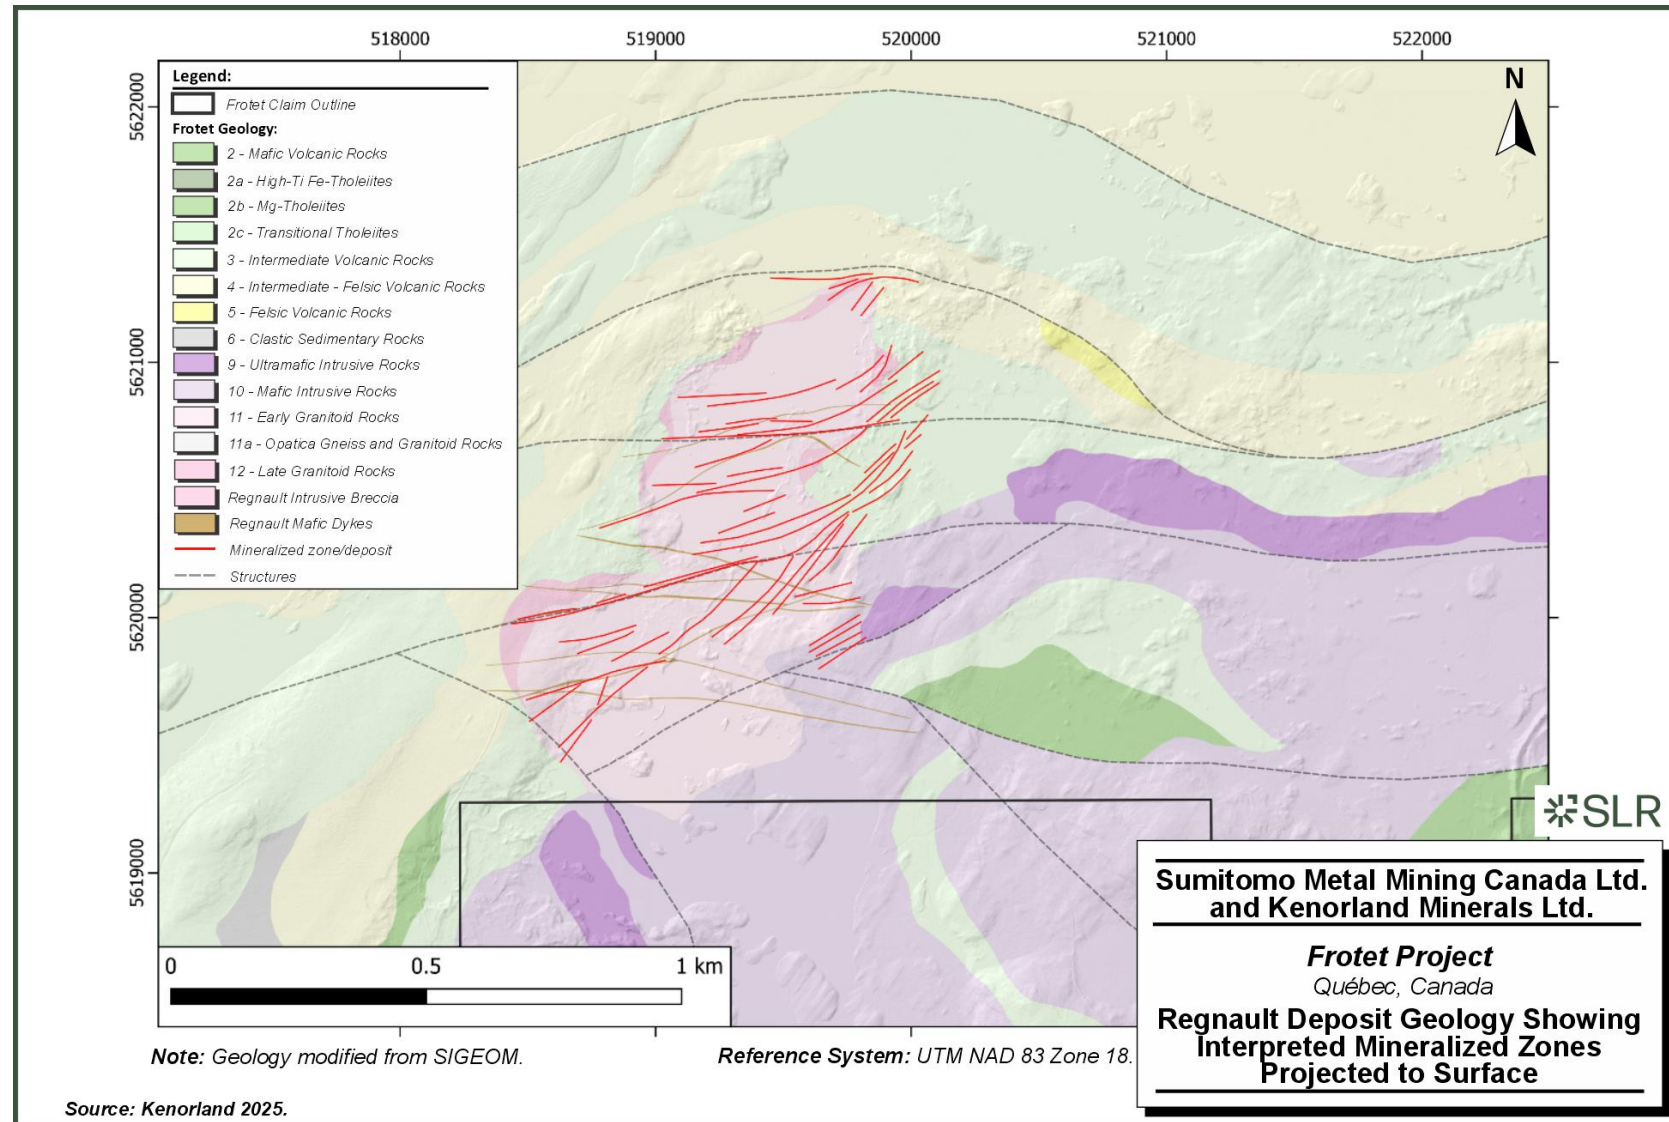 518000 519000 520000 521000 522000
5622000
5621000
5620000
5619000
Legend:
Frotet Claim Outline
Frotet Geology:
2 - Mafic Volcanic Rocks
2a - High-Ti Fe-Tholeiites
2b - Mg-Tholeiites
2c - Transitional Tholeiites
3 - Intermediate Volcanic Rocks
4 - Intermediate - Felsic Volcanic Rocks
5 - Felsic Volcanic Rocks
6 - Clastic Sedimentary Rocks
9 - Ultramafic Intrusive Rocks
10 - Mafic Intrusive Rocks
11 - Early Granitoid Rocks
11a - Opatica Gneiss and Granitoid Rocks
12 - Late Granitoid Rocks
Regnault Intrusive Breccia
Regnault Mafic Dykes
Mineralized zone/deposit
Structures
N
0 0.5 1 km
SLR
Sumitomo Metal Mining Canada Ltd.
and Kenorland Minerals Ltd.
Frotet Project
Québec, Canada
Regnault Deposit Geology Showing
Interpreted Mineralized Zones
Projected to Surface
Note: Geology modified from SIGEOM.
Reference System: UTM NAD 83 Zone 18.
Source: Kenorland 2025.